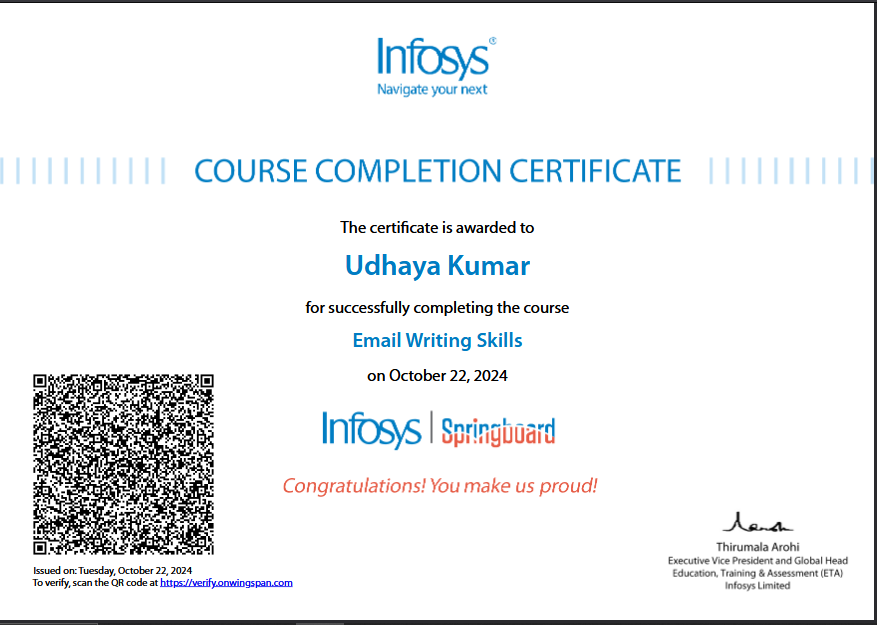 Infosys®
Navigate your next
COURSE COMPLETION CERTIFICATE
The certificate is awarded to
Udhaya Kumar
for successfully completing the course
Email Writing Skills
on October 22, 2024
Infosys | Springboard
Congratulations! You make us proud!
Issued on: Tuesday, October 22, 2024
To verify, scan the QR code at https://verify.onwingspan.com
Thirumala Arohi
Executive Vice President and Global Head
Education, Training & Assessment (ETA)
Infosys Limited